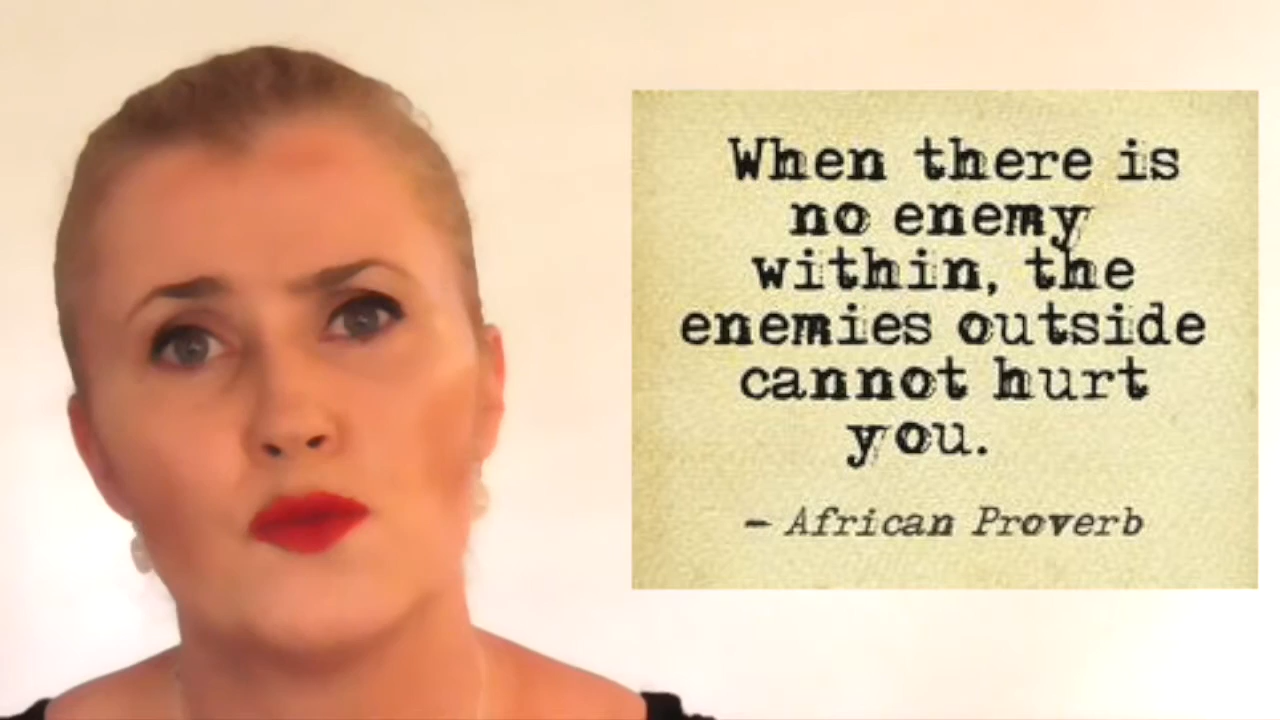 When there is
no enemy
within, the
enemies outside
cannot hurt
you.
– African Proverb